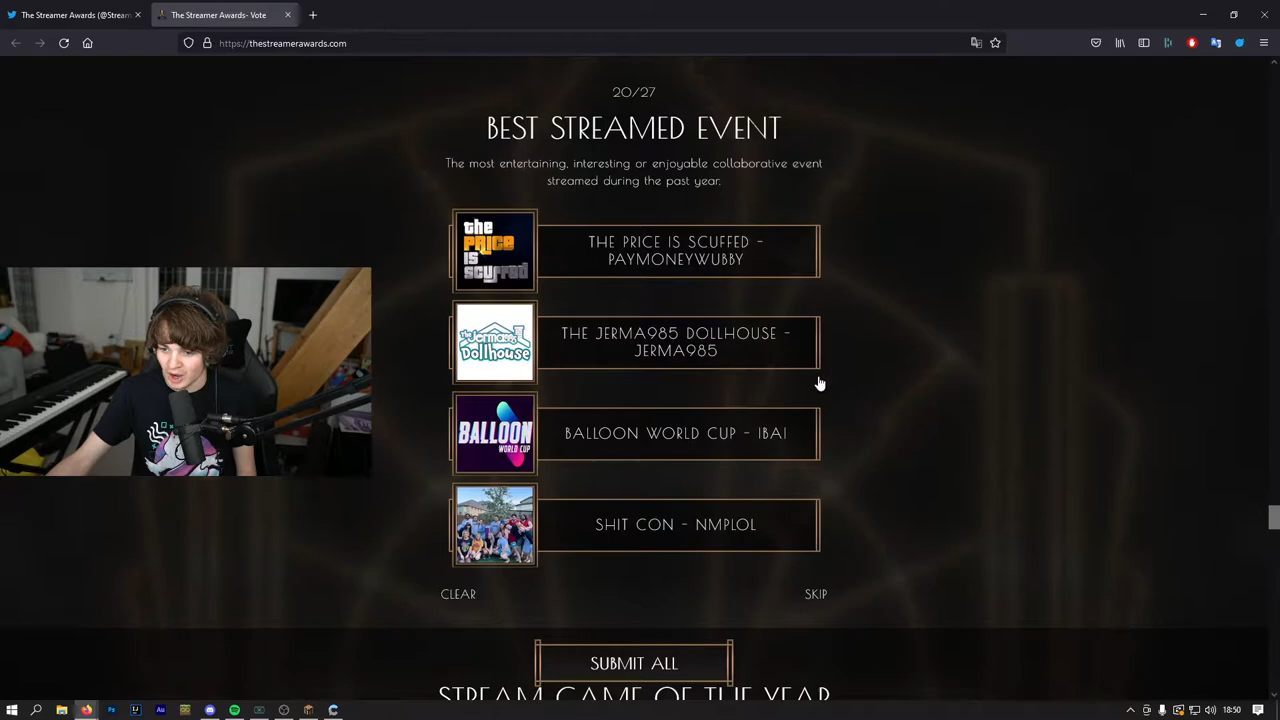 The Streamer Awards (@Stream
The Streamer Awards- Vote
https://thestreamerawards.com
20/27
BEST STREAMED EVENT
The most entertaining, interesting or enjoyable collaborative event
streamed during the past year.
the PRICE is scuffed
THE PRICE IS SCUFFED -
PAYMONEYWUBBY
The Jerma985 Dollhouse
THE JERMA985 DOLLHOUSE -
JERMA985
BALLOON WORLD CUP
BALLOON WORLD CUP - IBAI
SHIT CON - NMPLOL
CLEAR
SKIP
SUBMIT ALL
STREAM GAME OF THE YEAR
18:50